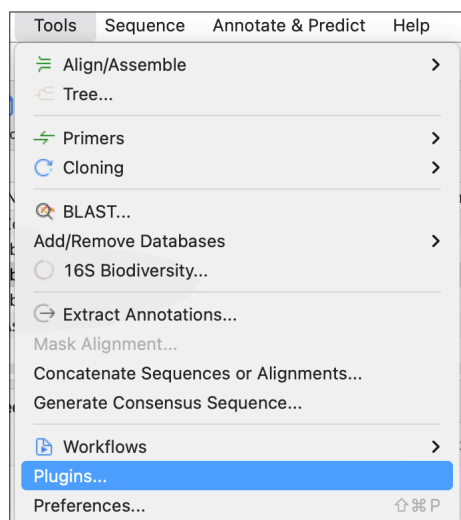 Tools Sequence Annotate & Predict Help
Align/Assemble
Tree...
Primers
Cloning
BLAST...
Add/Remove Databases
16S Biodiversity...
Extract Annotations...
Mask Alignment...
Concatenate Sequences or Alignments...
Generate Consensus Sequence...
Workflows
Plugins...
Preferences... ⇧⌘P